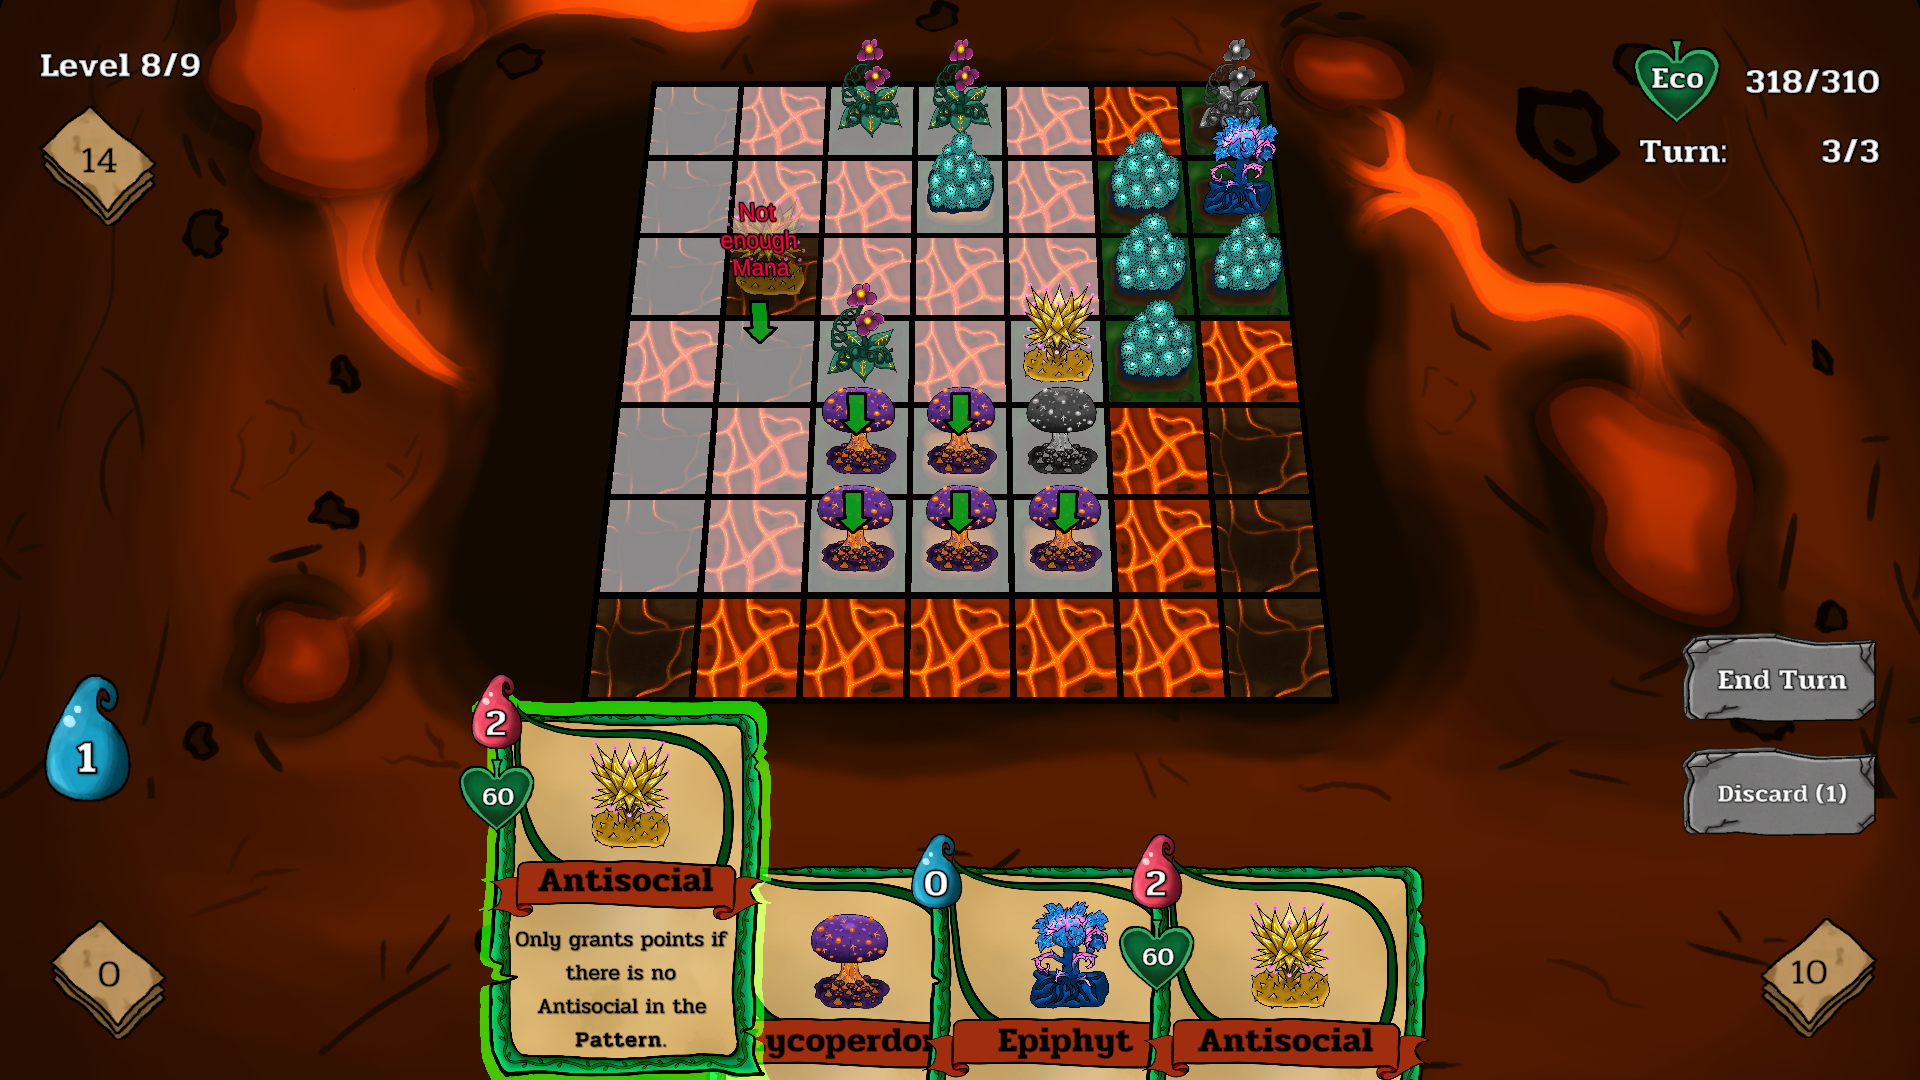 Level 8/9
14
Eco
318/310
Turn:
3/3
Not
enough
Mana
1
End Turn
Discard (1)
2
60
Antisocial
Only grants points if
there is no
Antisocial in the
Pattern.
ycoperdo
0
Epiphyt
2
60
Antisocial
0
10